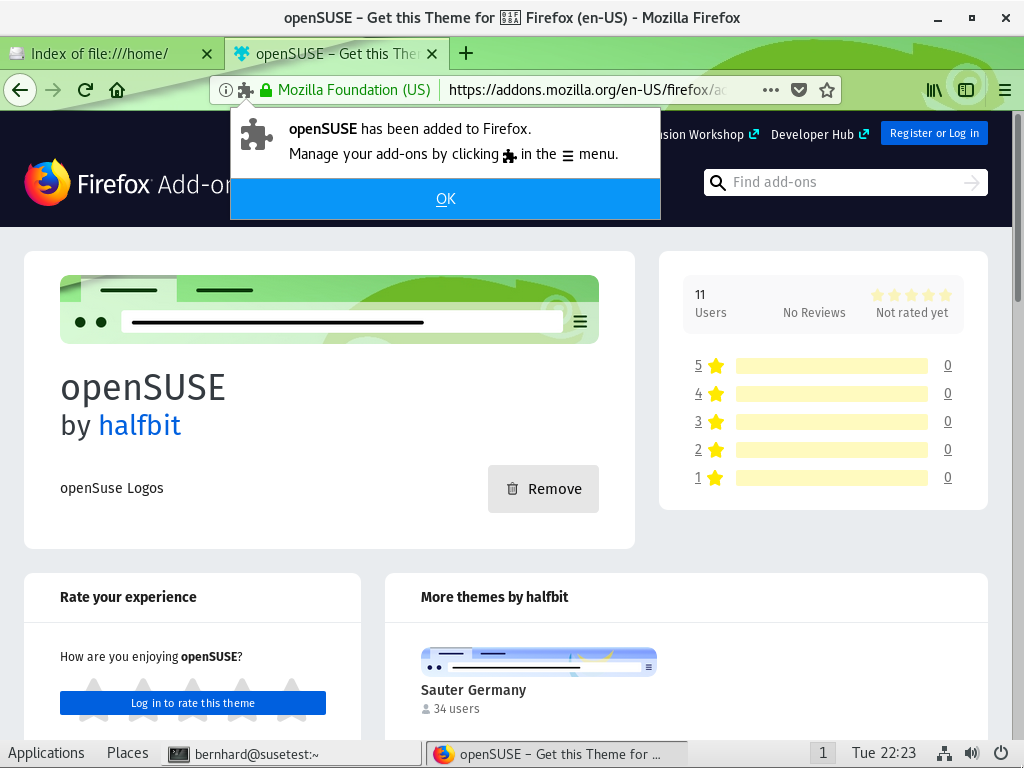 openSUSE – Get this Theme for 01F98A Firefox (en-US) - Mozilla Firefox
Index of file:///home/
openSUSE – Get this The
Mozilla Foundation (US)
https://addons.mozilla.org/en-US/firefox/ad
openSUSE has been added to Firefox.
Manage your add-ons by clicking in the menu.
OK
Workshop
Developer Hub
Register or Log in
Firefox Add-on
Find add-ons
openSUSE
by halfbit
openSuse Logos
Remove
11
Users
No Reviews
Not rated yet
5 0
4 0
3 0
2 0
1 0
Rate your experience
How are you enjoying openSUSE?
Log in to rate this theme
More themes by halfbit
Sauter Germany
34 users
Applications
Places
bernhard@susetest:~
openSUSE – Get this Theme for ...
1
Tue 22:23